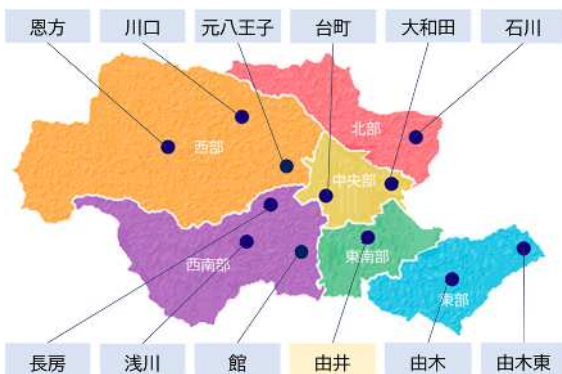 恩方
川口
元八王子
台町
大和田
石川
北部
西部
中央部
西南部
東南部
東部
長房
浅川
館
由井
由木
由木東